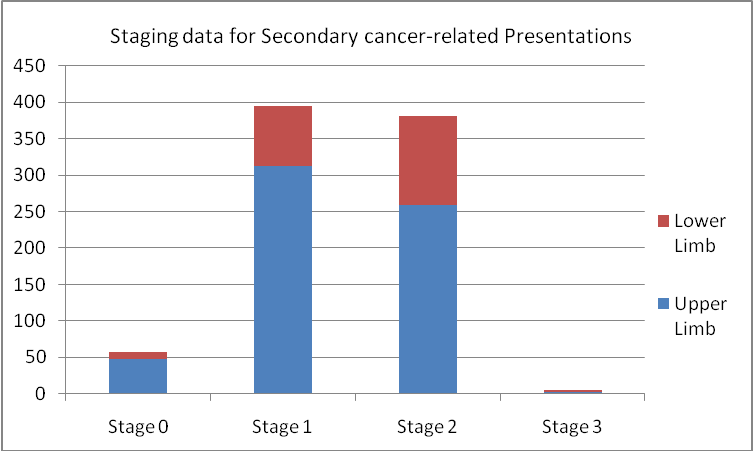 Staging data for Secondary cancer-related Presentations
450
400
350
300
250
200
150
100
50
0
Stage 0
Stage 1
Stage 2
Stage 3
Lower
Limb
Upper
Limb